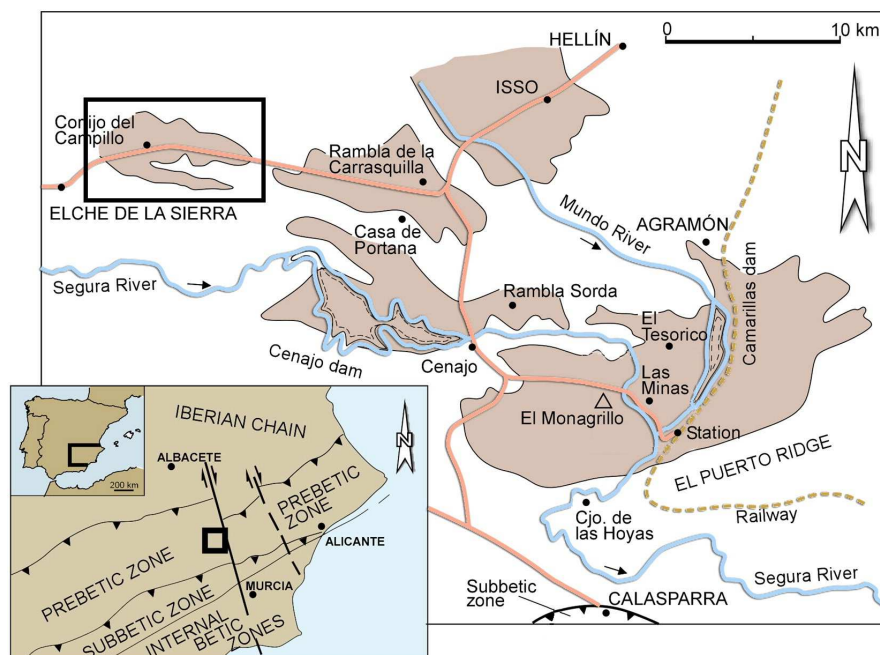 0 10 km
HELLÍN
ISSO
N
Conijo del
Campillo
Rambla de la
Carrasquilla
ELCHE DE LA SIERRA
Casa de
Portana
Mundo River
AGRAMÓN
Camarillas dam
Segura River
Rambla Sorda
El
Tesorico
Cenajo dam
Cenajo
Las
Minas
El Monagrillo
Station
EL PUERTO RIDGE
Cjo. de
las Hoyas
Railway
Segura River
Subbetic
zone
CALASPARRA
200 km
IBERIAN CHAIN
N
ALBACETE
PREBETIC
ZONE
ALICANTE
PREBETIC ZONE
MURCIA
SUBBETIC ZONE
INTERNAL
BETIC
ZONES